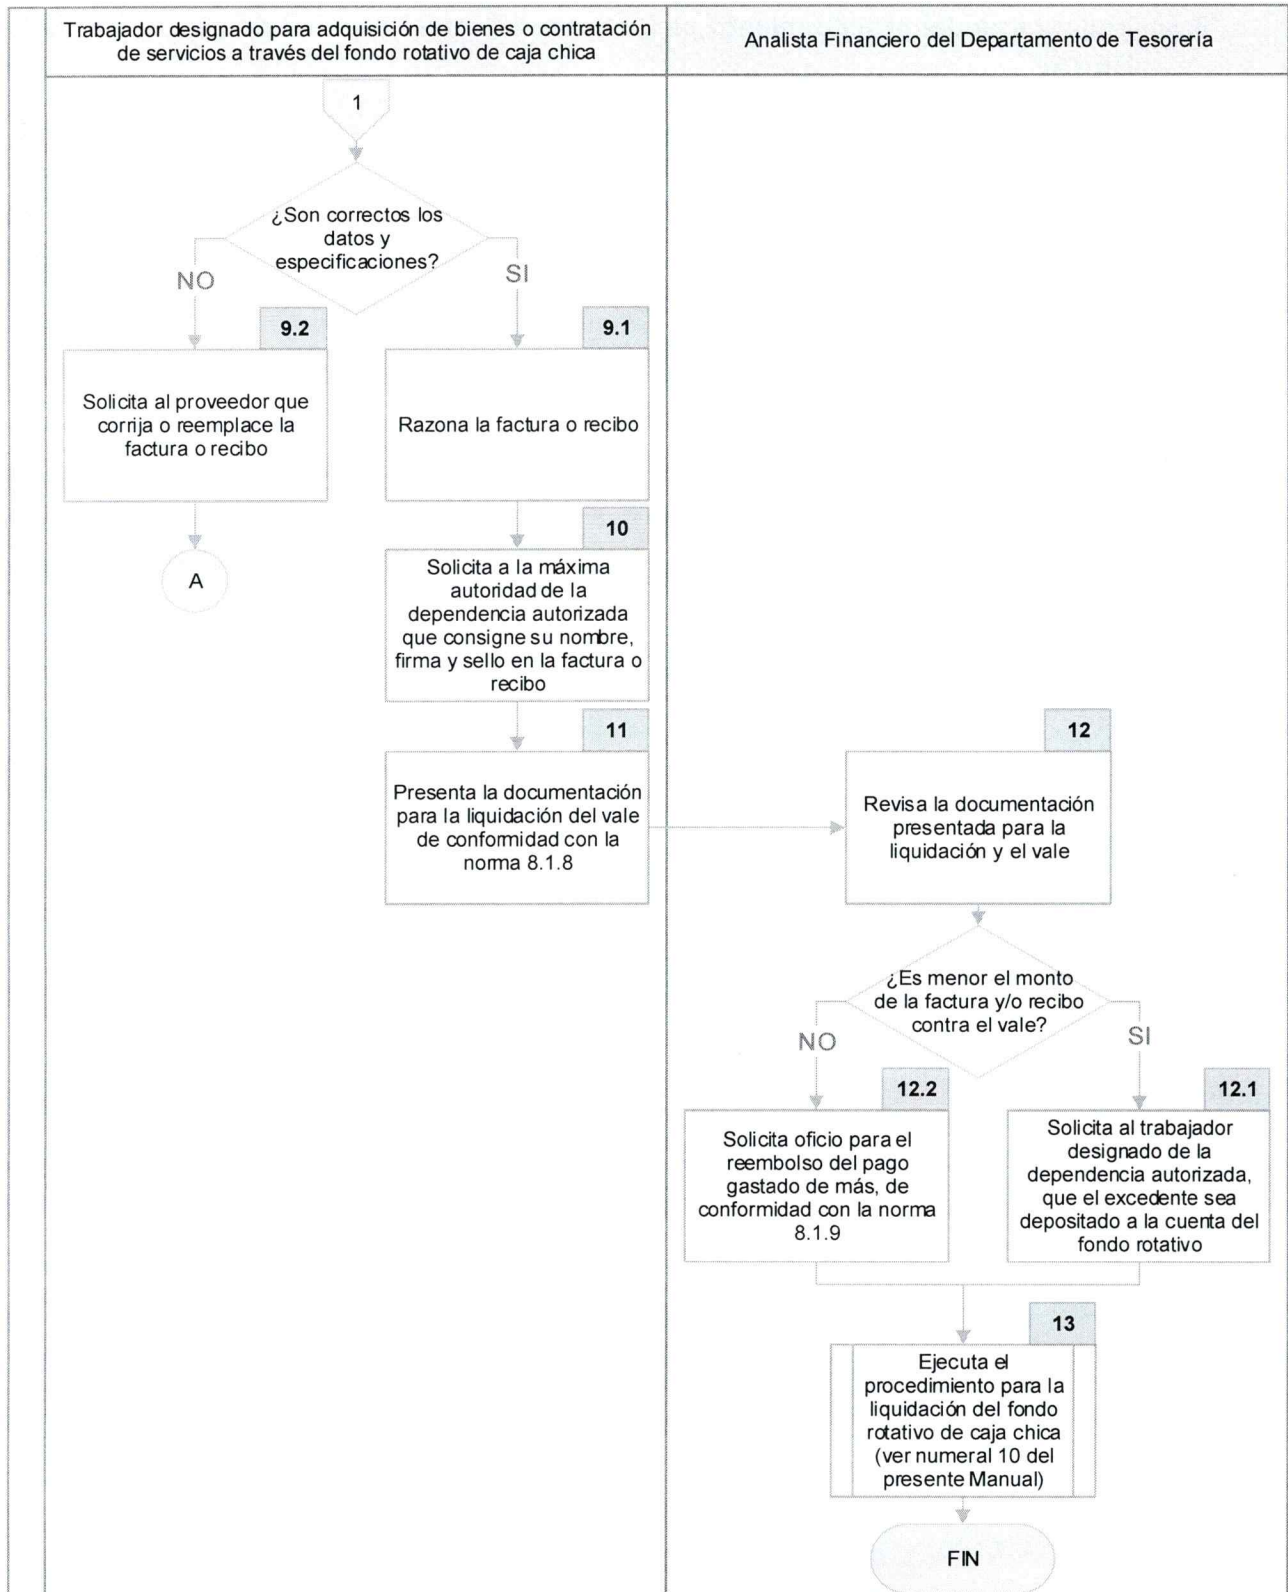 Trabajador designado para adquisición de bienes o contratación
de servicios a través del fondo rotativo de caja chica
Analista Financiero del Departamento de Tesorería
1
¿Son correctos los
datos y
especificaciones?
NO
SI
9.2
9.1
Solicita al proveedor que
corrija o reemplace la
factura o recibo
Razona la factura o recibo
A
10
Solicita a la máxima
autoridad de la
dependencia autorizada
que consigne su nombre,
firma y sello en la factura o
recibo
11
Presenta la documentación
para la liquidación del vale
de conformidad con la
norma 8.1.8
12
Revisa la documentación
presentada para la
liquidación y el vale
¿Es menor el monto
de la factura y/o recibo
contra el vale?
NO
SI
12.2
12.1
Solicita oficio para el
reembolso del pago
gastado de más, de
conformidad con la norma
8.1.9
Solicita al trabajador
designado de la
dependencia autorizada,
que el excedente sea
depositado a la cuenta del
fondo rotativo
13
Ejecuta el
procedimiento para la
liquidación del fondo
rotativo de caja chica
(ver numeral 10 del
presente Manual)
FIN